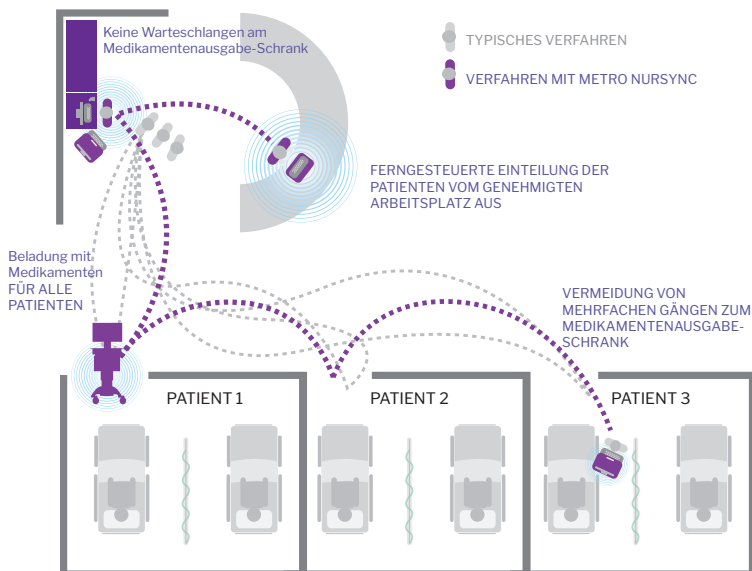 Keine Warteschlangen am
Medikamentenausgabe-Schrank
TYPISCHES VERFAHREN
VERFAHREN MIT METRO NURSYNC
FERNGESTEUERTE EINTEILUNG DER
PATIENTEN VOM GENEHMIGTEN
ARBEITSPLATZ AUS
Beladung mit
Medikamenten
FÜR ALLE
PATIENTEN
VERMEIDUNG VON
MEHRFACHEN GÄNGEN ZUM
MEDIKAMENTENAUSGABE-
SCHRANK
PATIENT 1
PATIENT 2
PATIENT 3